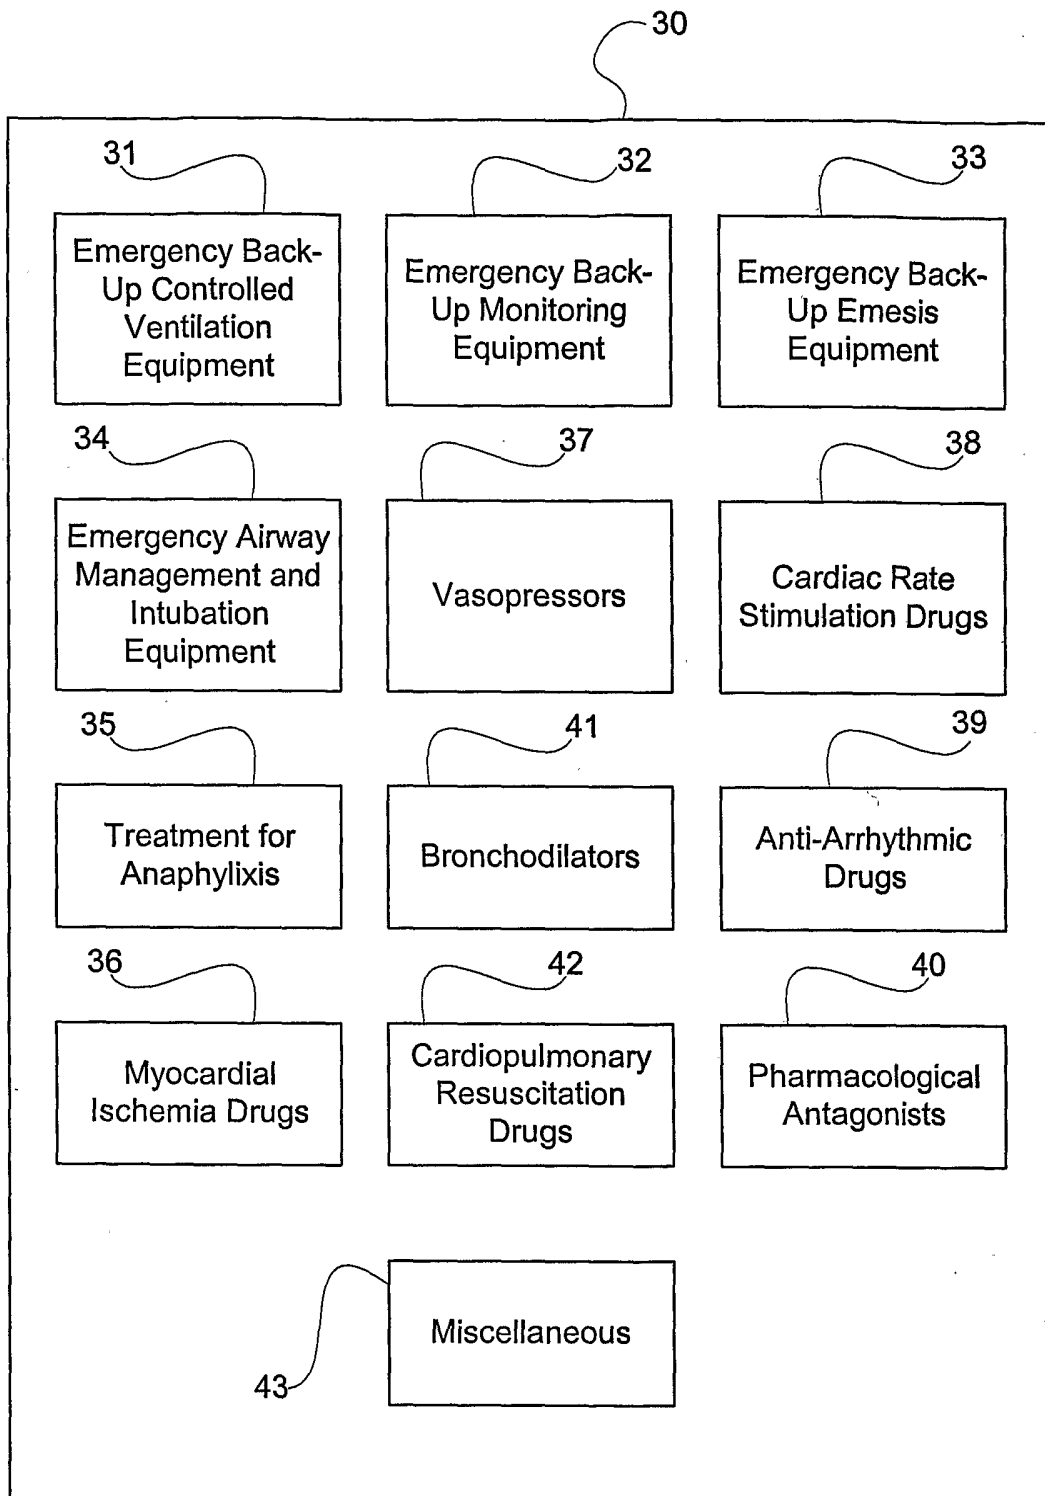 30
31
32
33
Emergency Back-
Up Controlled
Ventilation
Equipment
Emergency Back-
Up Monitoring
Equipment
Emergency Back-
Up Emesis
Equipment
34
37
38
Emergency Airway
Management and
Intubation
Equipment
Vasopressors
Cardiac Rate
Stimulation Drugs
35
41
39
Treatment for
Anaphylixis
Bronchodilators
Anti-Arrhythmic
Drugs
36
42
40
Myocardial
Ischemia Drugs
Cardiopulmonary
Resuscitation
Drugs
Pharmacological
Antagonists
Miscellaneous
43